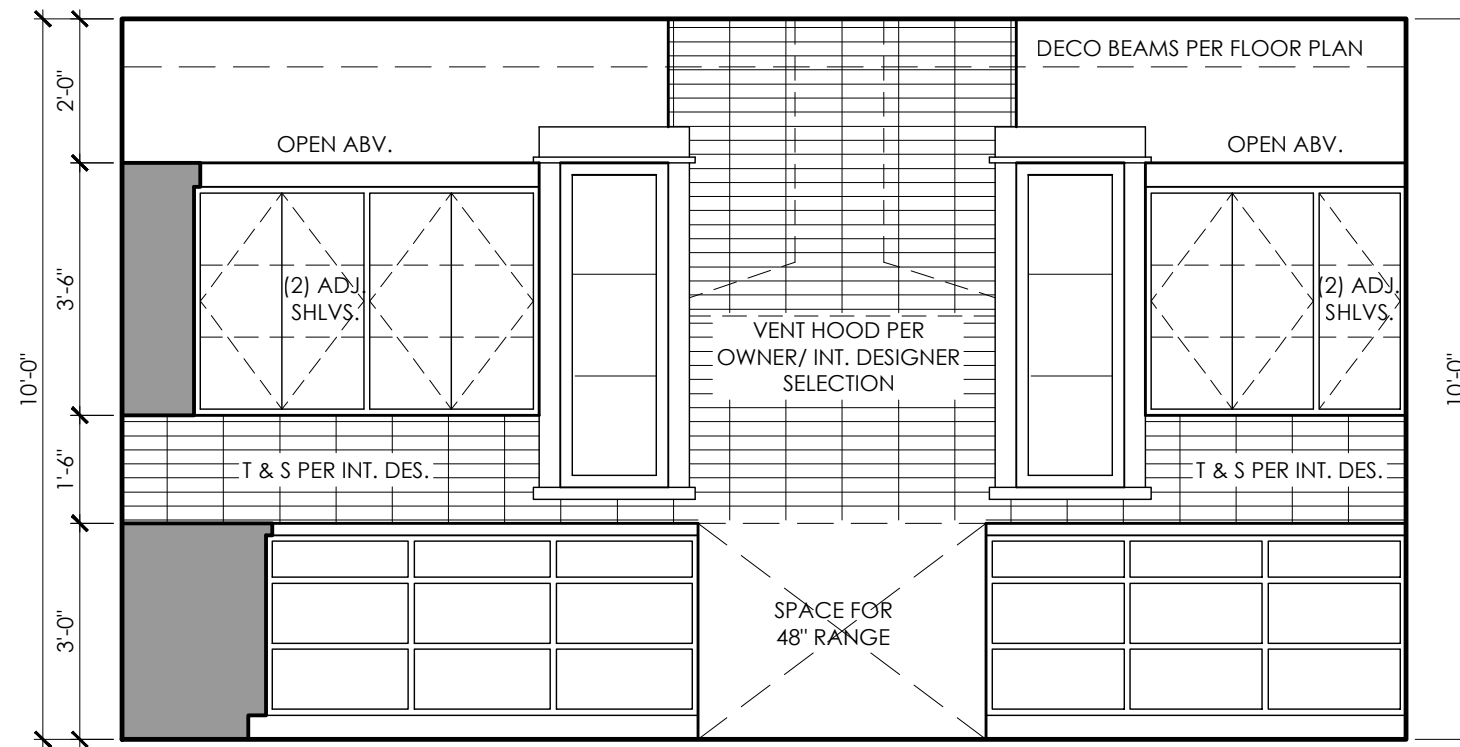 DECO BEAMS PER FLOOR PLAN
2'-0"
OPEN ABV.
OPEN ABV.
3'-6"
(2) ADJ.
SHLVS.
(2) ADJ.
SHLVS.
VENT HOOD PER
OWNER/ INT. DESIGNER
SELECTION
10'-0"
10'-0"
1'-6"
T & S PER INT. DES.
T & S PER INT. DES.
3'-0"
SPACE FOR
48" RANGE